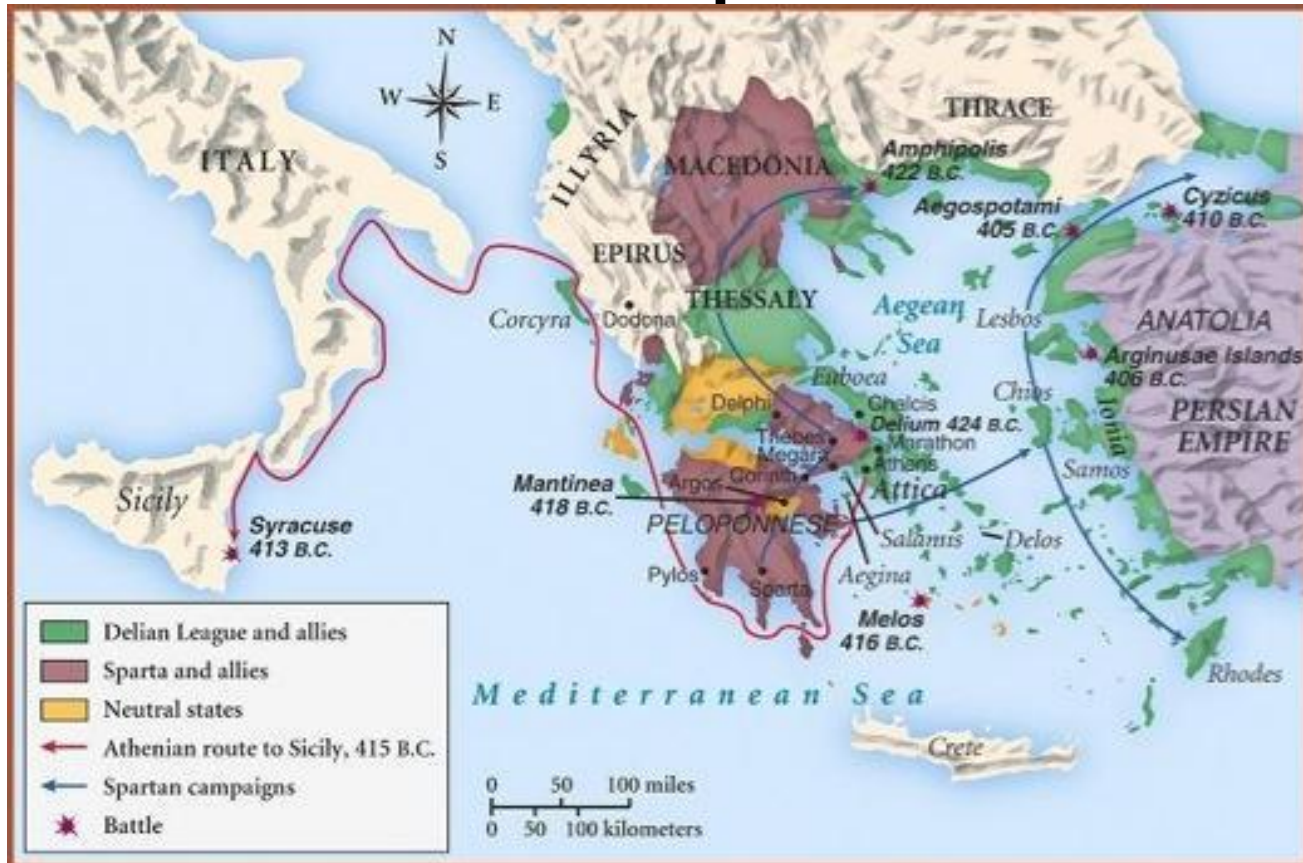 N
W
E
S
ITALY
ILLYRIA
MACEDONIA
THRACE
Amphipolis
422 B.C.
Aegospotami
405 B.C.
Cyzicus
410 B.C.
EPIRUS
THESSALY
Corcyra
Dodona
Aegean
Sea
Lesbos
ANATOLIA
Arginusae Islands
406 B.C.
Euboea
Chios
Ionia
PERSIAN
EMPIRE
Delphi
Chalcis
Delium 424 B.C.
Thebes
Marathon
Megara
Athens
Corinth
Attica
Argos
Samos
Mantinea
418 B.C.
PELOPONNESE
Sicily
Syracuse
413 B.C.
Salamis
Delos
Pylos
Sparta
Aegina
Melos
416 B.C.
Rhodes
Mediterranean Sea
Crete
Delian League and allies
Sparta and allies
Neutral states
Athenian route to Sicily, 415 B.C.
Spartan campaigns
Battle
0 50 100 miles
0 50 100 kilometers